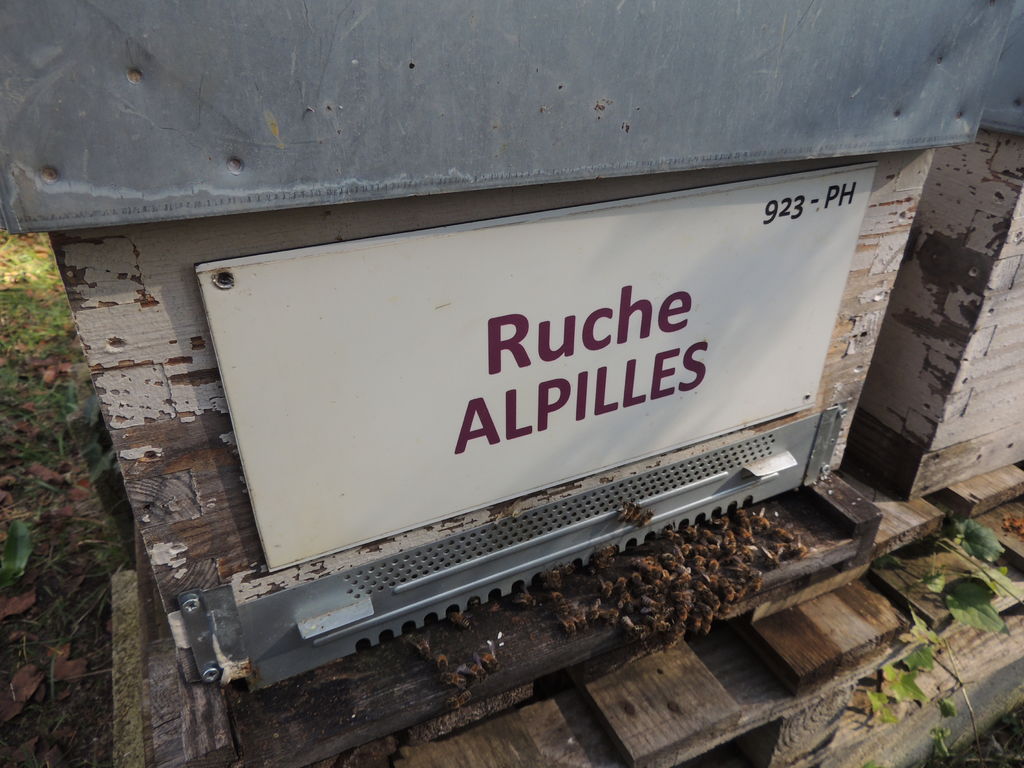 923 - PH
Ruche
ALPILLES